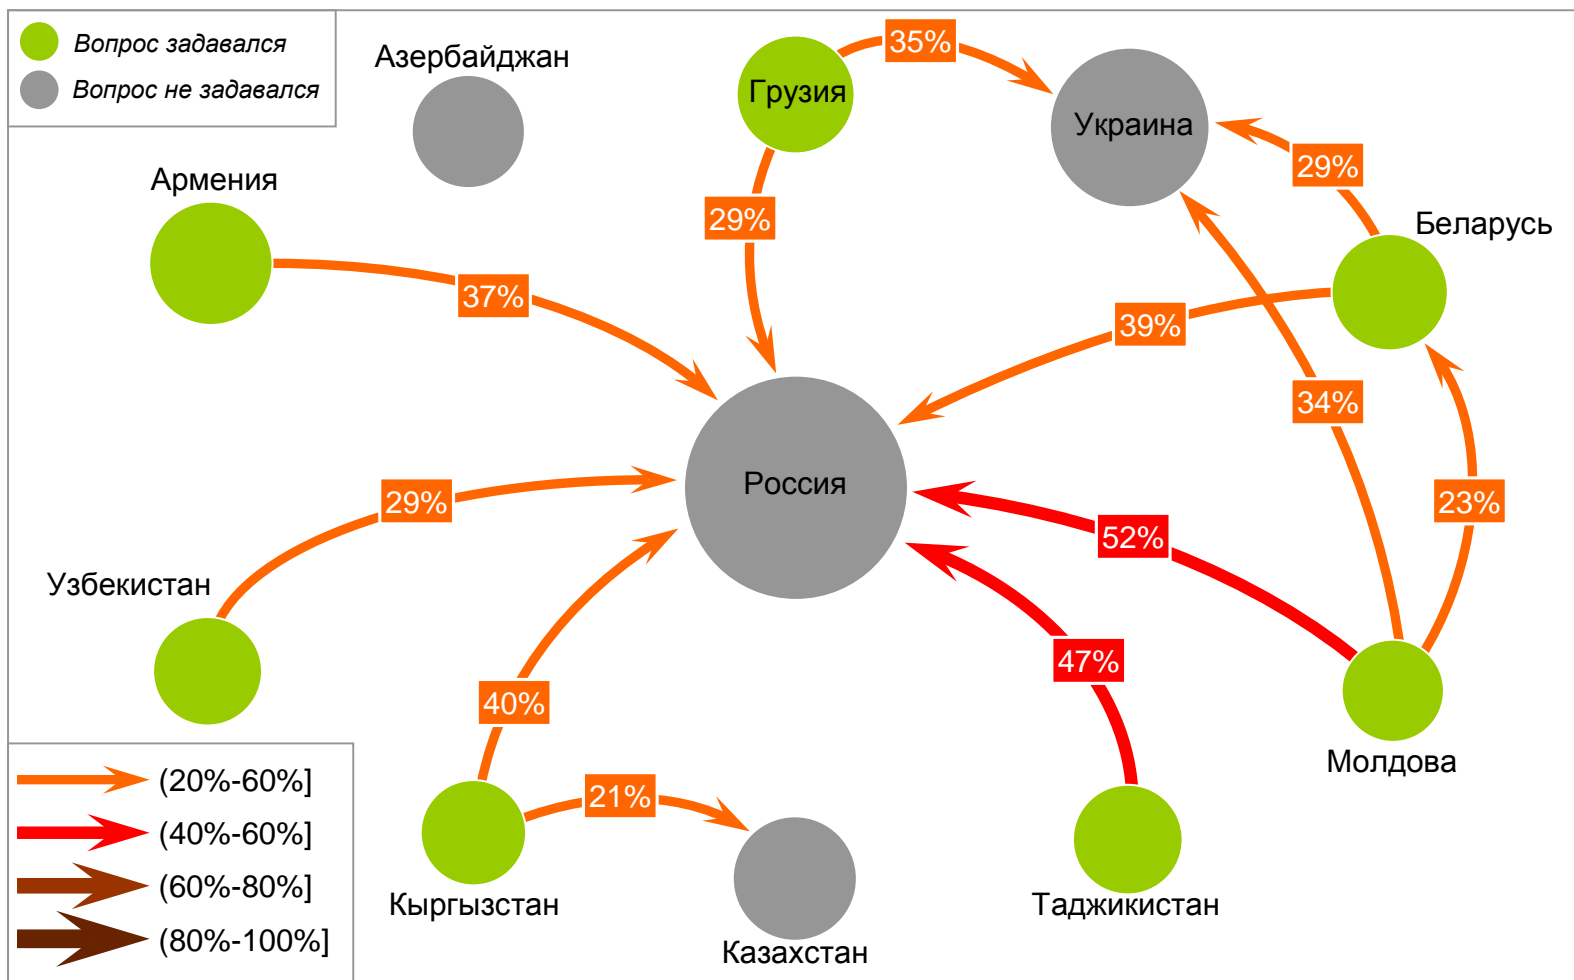 Вопрос задавался
Вопрос не задавался
Азербайджан
Грузия
35%
Украина
29%
Армения
29%
Беларусь
37%
39%
34%
Россия
29%
23%
52%
Узбекистан
47%
40%
Молдова
21%
Кыргызстан
Казахстан
Таджикистан
(20%-60%]
(40%-60%]
(60%-80%]
(80%-100%]